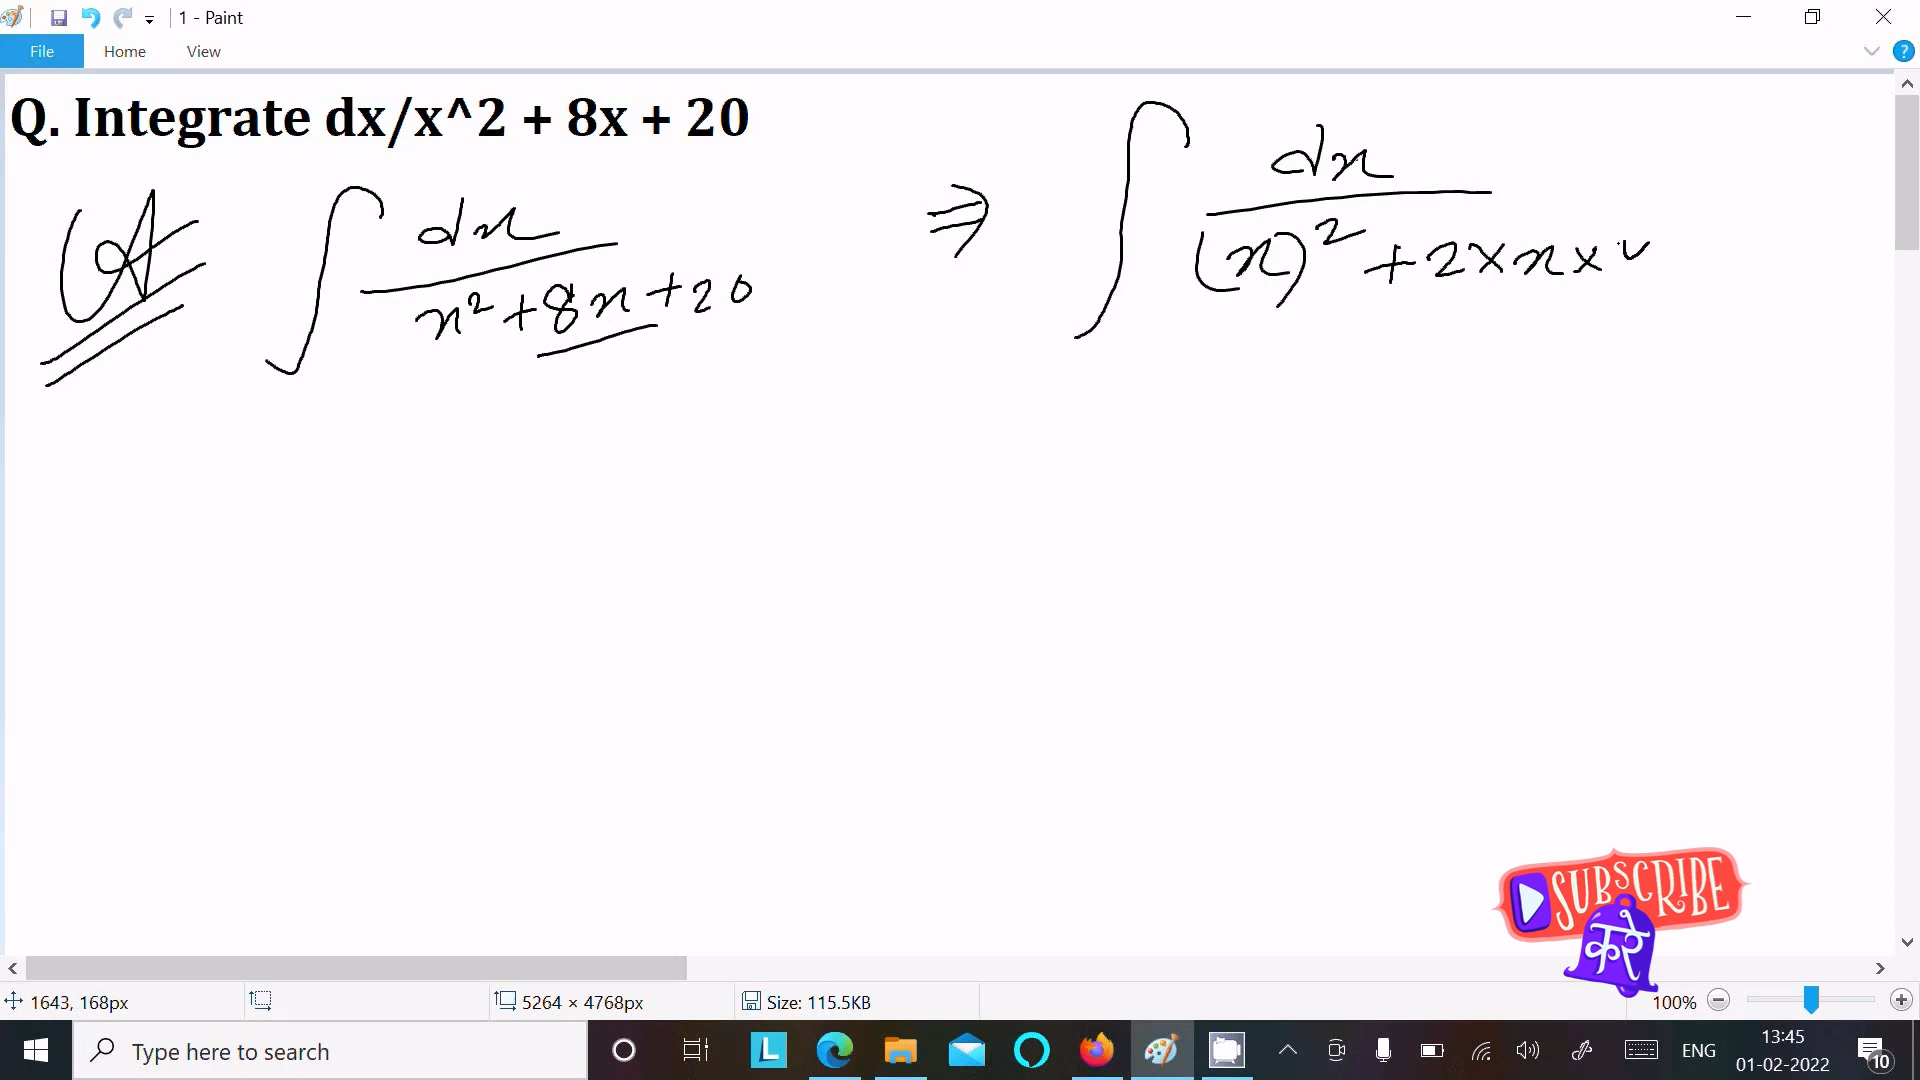 1 - Paint
File Home View
Q. Integrate dx/x^2 + 8x + 20
A ∫ dx / x² + 8x + 20 ⇒ ∫ dx / (x)² + 2 × x ×
SUBSCRIBE
करे
1643, 168px 5264 × 4768px Size: 115.5KB 100%
Type here to search L ENG 13:45
01-02-2022 10